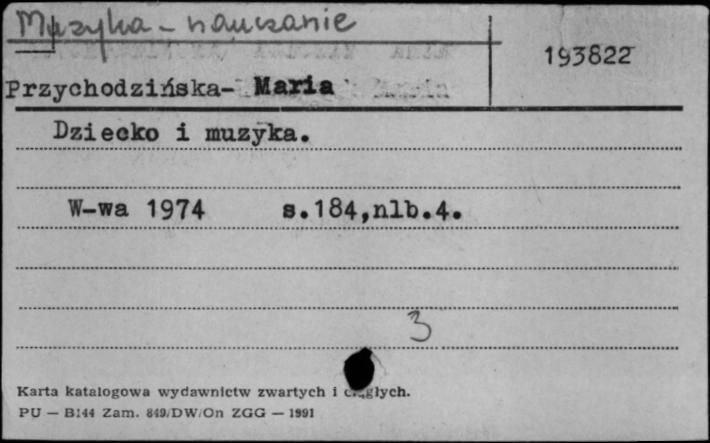 Muzyka - nauczanie
193822
Przychodzińska- Maria
Dziecko i muzyka.
W-wa 1974 s.184,nlb.4.
3
Karta katalogowa wydawnictw zwartych i ciągłych.
PU — B144 Zam. 849/DW/On ZGG — 1991